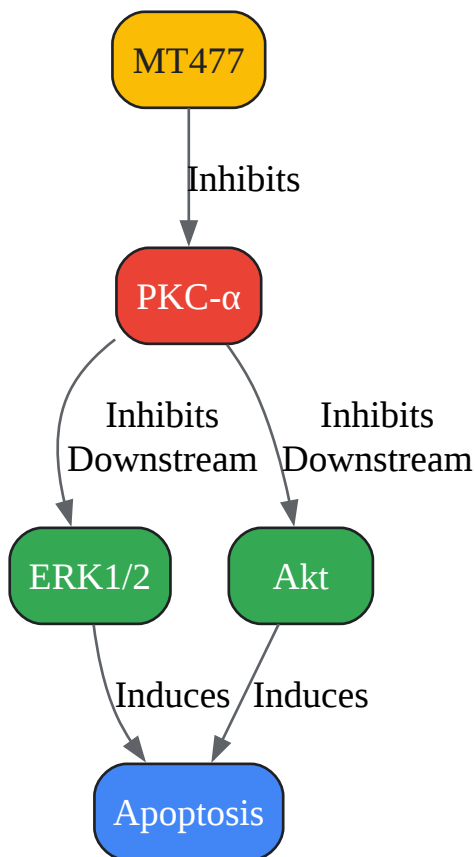 MT477
Inhibits
PKC-α
Inhibits
Downstream
Inhibits
Downstream
ERK1/2
Akt
Induces
Induces
Apoptosis